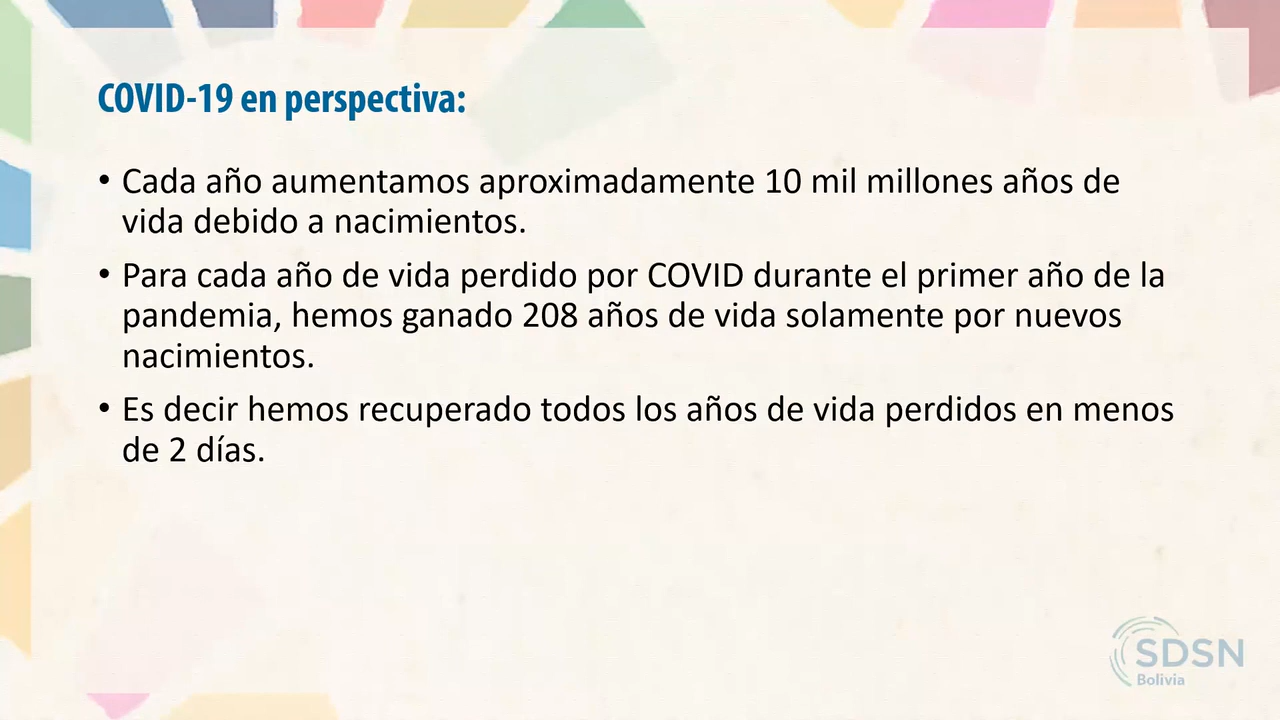 COVID-19 en perspectiva:
• Cada año aumentamos aproximadamente 10 mil millones años de
vida debido a nacimientos.
• Para cada año de vida perdido por COVID durante el primer año de la
pandemia, hemos ganado 208 años de vida solamente por nuevos
nacimientos.
• Es decir hemos recuperado todos los años de vida perdidos en menos
de 2 días.
SDSN
Bolivia